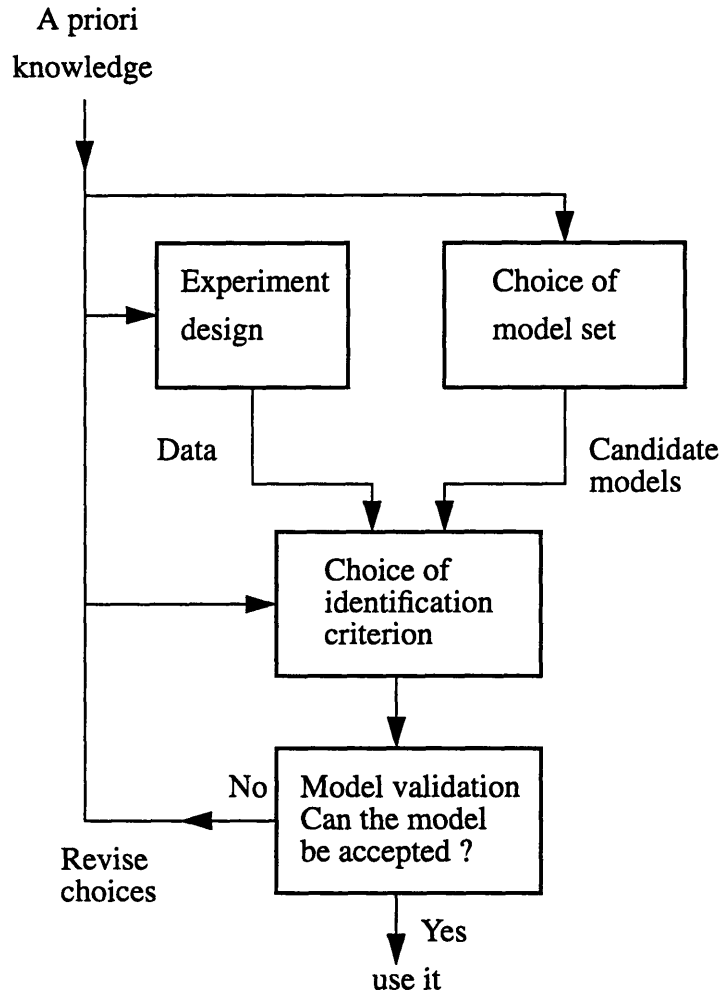 A priori
knowledge
Experiment
design
Choice of
model set
Data
Candidate
models
Choice of
identification
criterion
No
Model validation
Can the model
be accepted ?
Revise
choices
Yes
use it